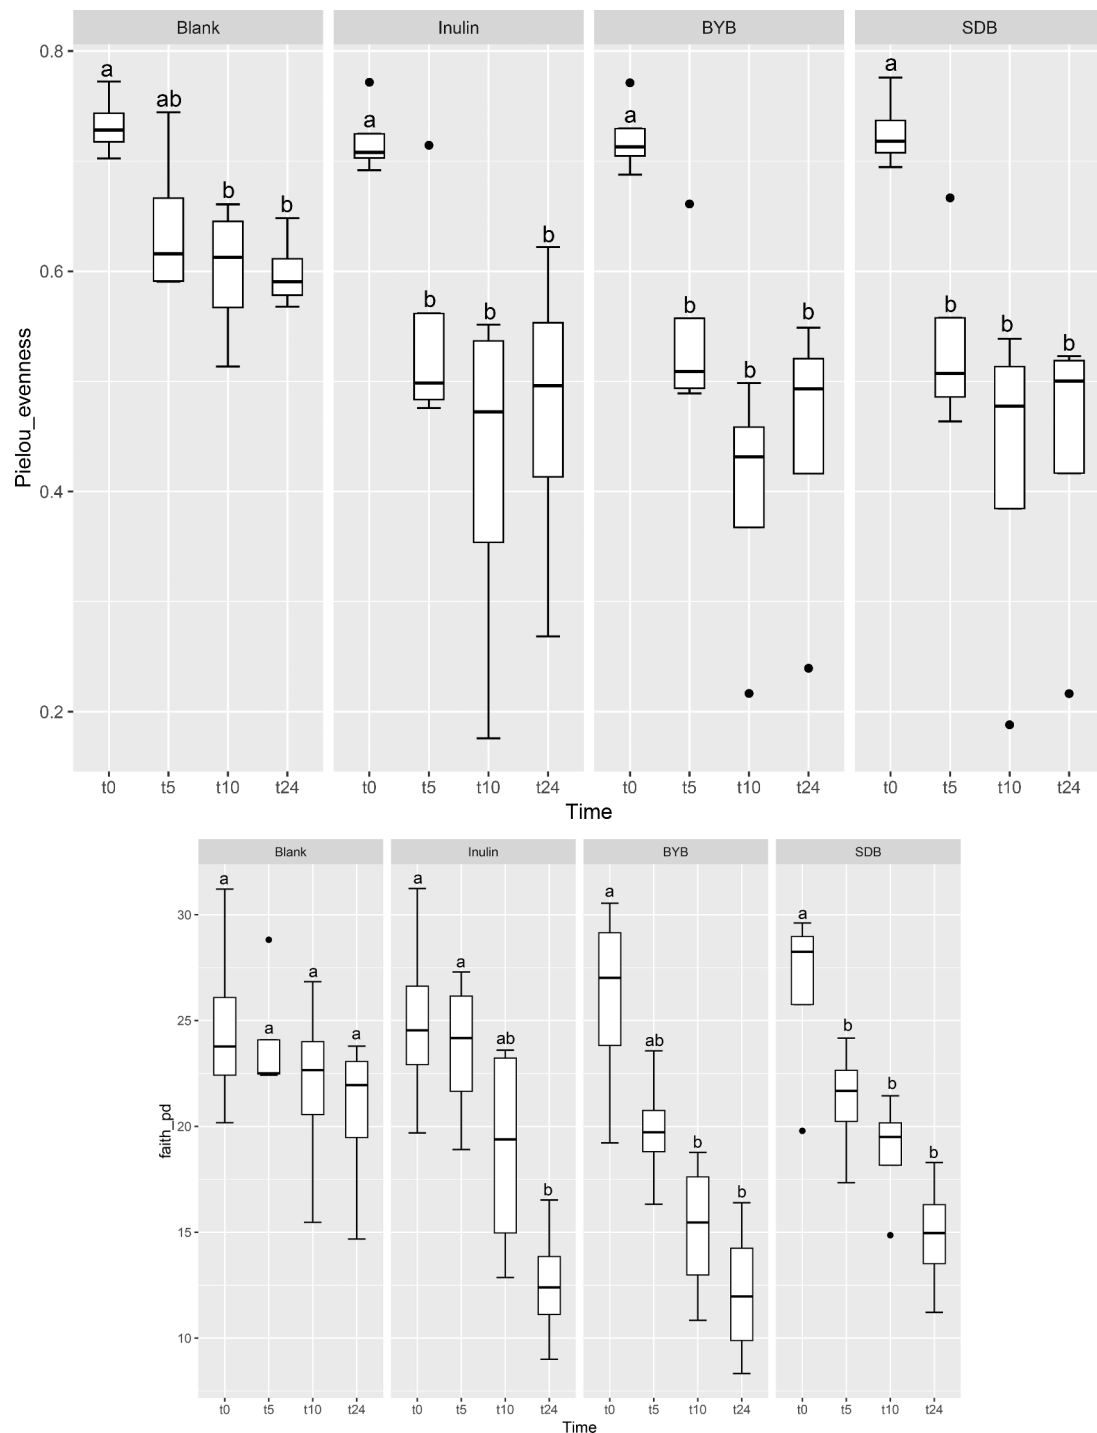 Blank Inulin BYB SDB
0.8
0.6
0.4
0.2
Pielou_evenness
a ab b b
a b b b
a b b b
a b b b
t0 t5 t10 t24 t0 t5 t10 t24 t0 t5 t10 t24 t0 t5 t10 t24
Time
Blank Inulin BYB SDB
30
25
20
15
10
faith_pd
a a a a
a a ab b
a ab b b
a b b b
t0 t5 t10 t24 t0 t5 t10 t24 t0 t5 t10 t24 t0 t5 t10 t24
Time